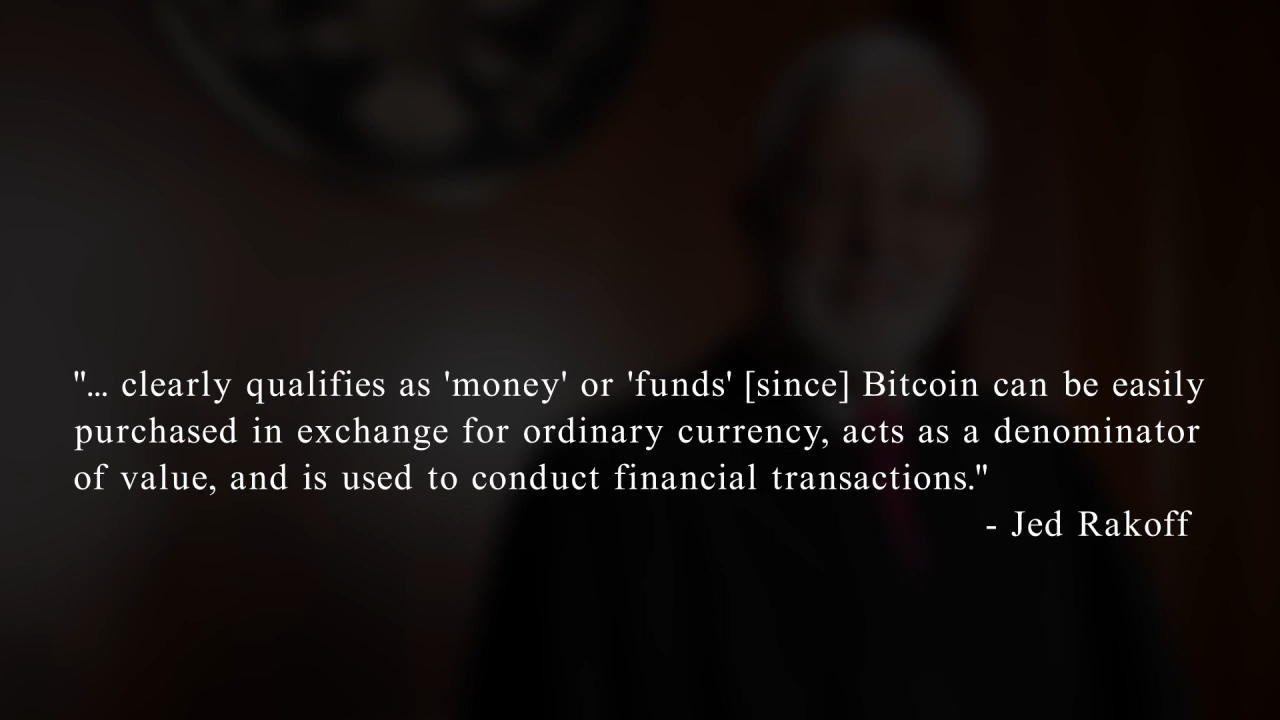 "... clearly qualifies as 'money' or 'funds' [since] Bitcoin can be easily
purchased in exchange for ordinary currency, acts as a denominator
of value, and is used to conduct financial transactions."
- Jed Rakoff